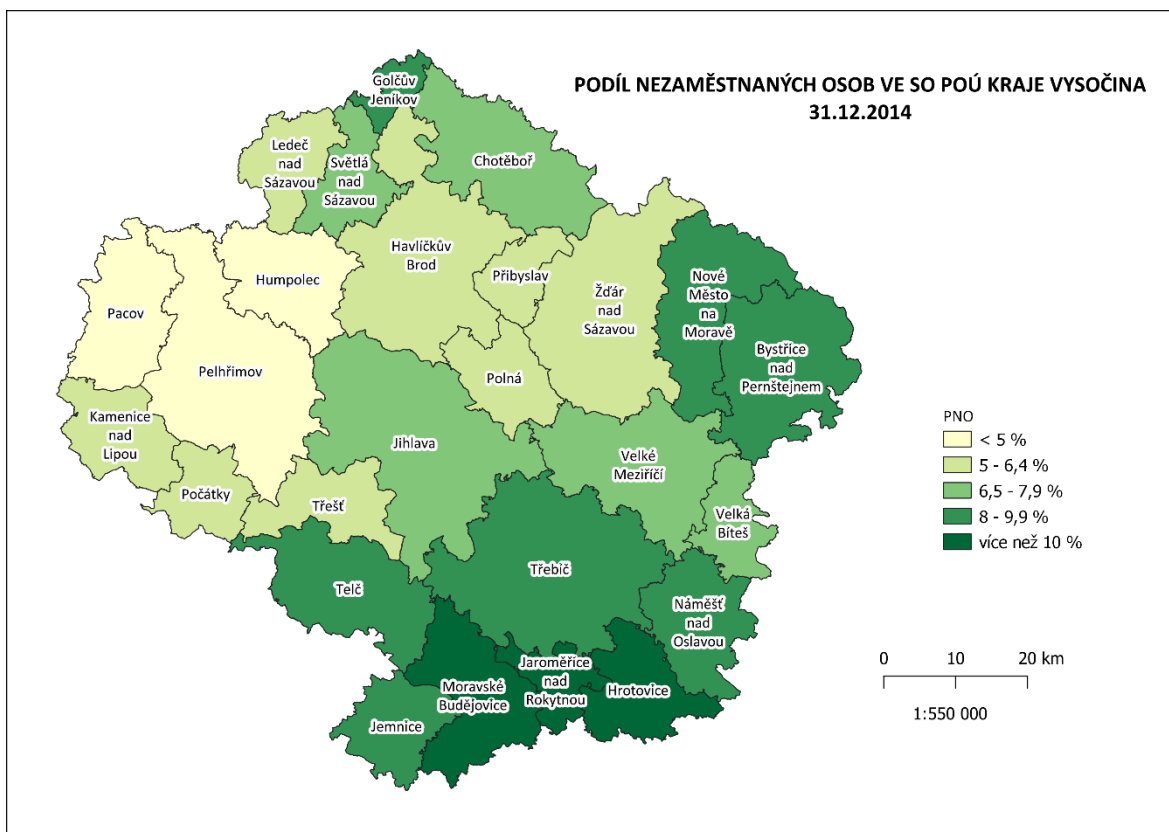 PODÍL NEZAMĚSTNANÝCH OSOB VE SO POÚ KRAJE VYSOČINA
31.12.2014
Golčův
Jeníkov
Ledeč
nad
Sázavou
Světlá
nad
Sázavou
Chotěboř
Havlíčkův
Brod
Přibyslav
Humpolec
Pacov
Žďár
nad
Sázavou
Nové
Město
na
Moravě
Bystřice
nad
Pernštejnem
Pelhřimov
Polná
Kamenice
nad
Lipou
Jihlava
Velké
Meziříčí
Počátky
Třešť
Velká
Bíteš
Telč
Třebíč
Náměšť
nad
Oslavou
Moravské
Budějovice
Jaroměřice
nad
Rokytnou
Hrotovice
Jemnice
PNO
< 5 %
5 - 6,4 %
6,5 - 7,9 %
8 - 9,9 %
více než 10 %
0 10 20 km
1:550 000